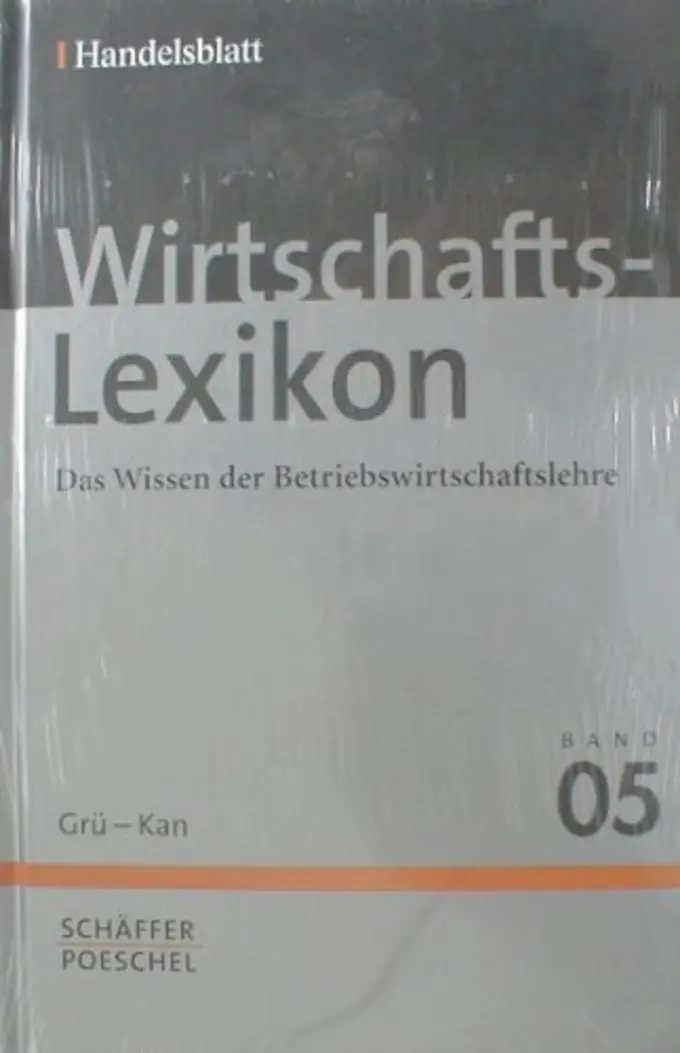 Handelsblatt
Wirtschafts-
Lexikon
Das Wissen der Betriebswirtschaftslehre
BAND
05
Grü – Kan
SCHÄFFER
POESCHEL